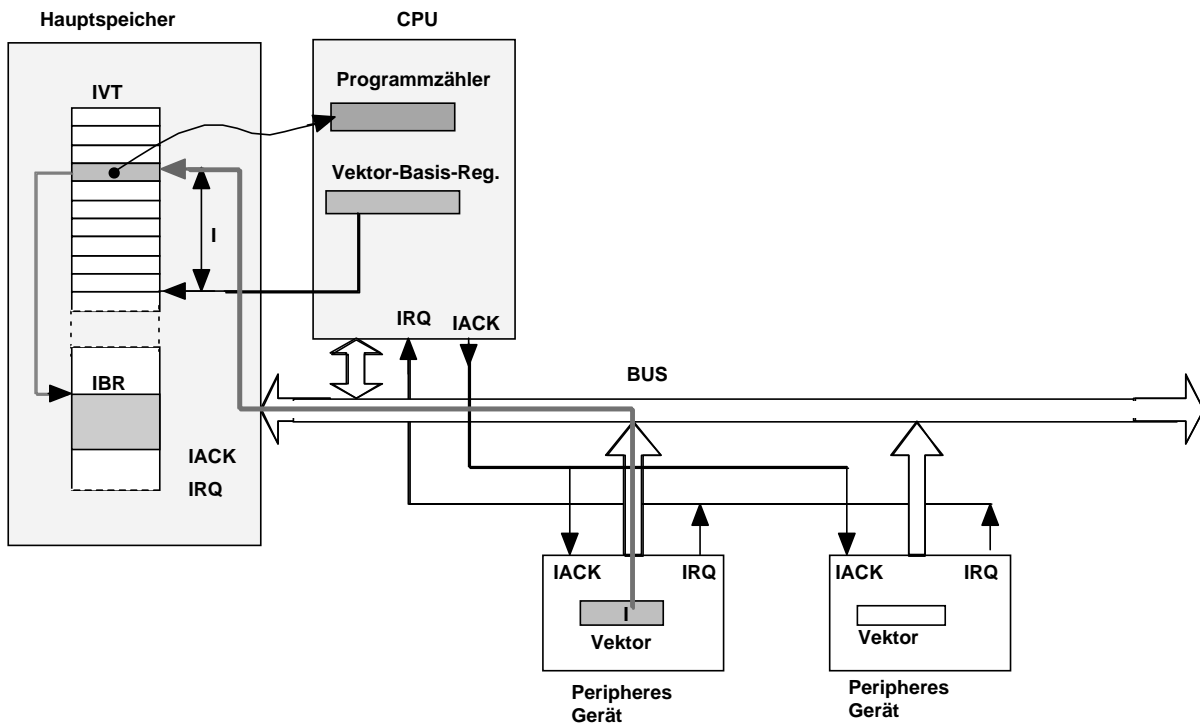 Hauptspeicher
CPU
IVT
Programmzähler
Vektor-Basis-Reg.
I
IRQ
IACK
BUS
IBR
IACK
IRQ
IACK
IRQ
I
Vektor
Peripheres
Gerät
IACK
IRQ
Vektor
Peripheres
Gerät